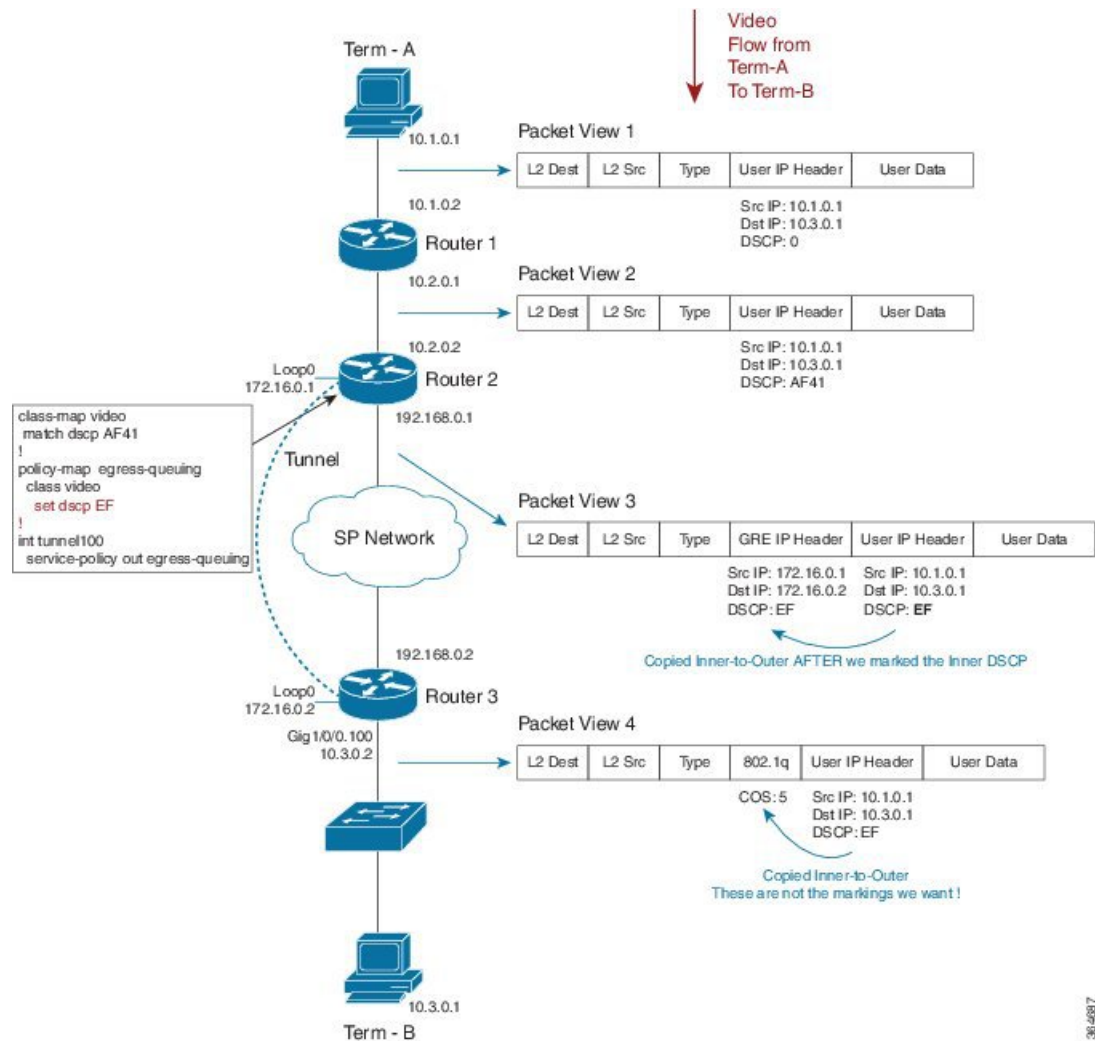 Video
Flow from
Term-A
To Term-B
Term - A
10.1.0.1
Packet View 1
L2 Dest L2 Src Type User IP Header User Data
Src IP: 10.1.0.1
Dst IP: 10.3.0.1
DSCP: 0
10.1.0.2
Router 1
10.2.0.1
Packet View 2
L2 Dest L2 Src Type User IP Header User Data
Src IP: 10.1.0.1
Dst IP: 10.3.0.1
DSCP: AF41
10.2.0.2
Loop0
172.16.0.1
Router 2
192.168.0.1
class-map video
match dscp AF41
!
policy-map egress-queuing
class video
set dscp EF
!
int tunnel100
service-policy out egress-queuing
Tunnel
SP Network
Packet View 3
L2 Dest L2 Src Type GRE IP Header User IP Header User Data
Src IP: 172.16.0.1
Dst IP: 172.16.0.2
DSCP: EF
Src IP: 10.1.0.1
Dst IP: 10.3.0.1
DSCP: EF
Copied Inner-to-Outer AFTER we marked the Inner DSCP
192.168.0.2
Loop0
172.16.0.2
Router 3
Gig1/0/0.100
10.3.0.2
Packet View 4
L2 Dest L2 Src Type 802.1q User IP Header User Data
COS: 5
Src IP: 10.1.0.1
Dst IP: 10.3.0.1
DSCP: EF
Copied Inner-to-Outer
These are not the markings we want !
10.3.0.1
Term - B
364687